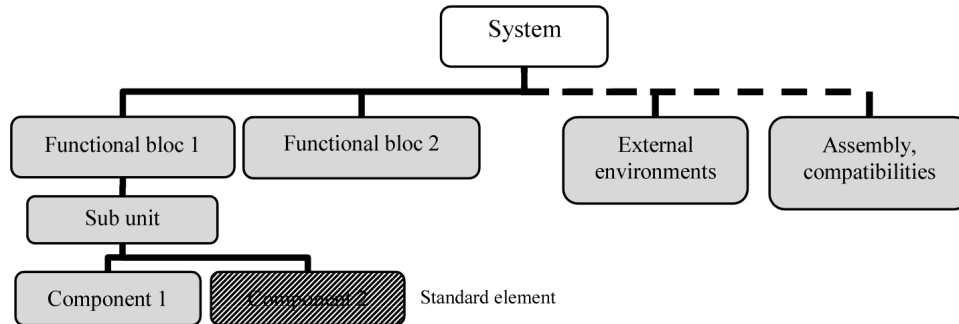 System
Functional bloc 1
Functional bloc 2
External
environments
Assembly,
compatibilities
Sub unit
Component 1
Component 2
Standard element